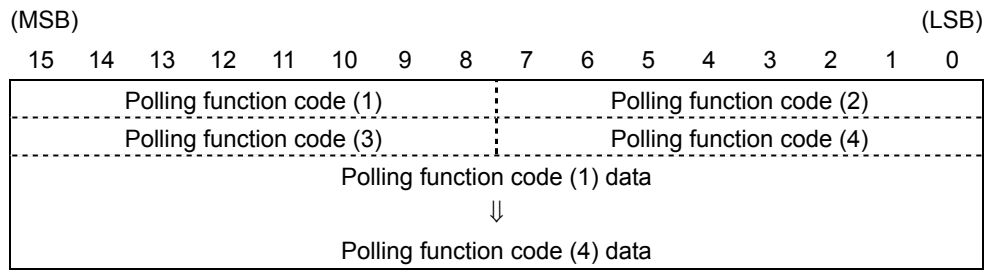 (MSB) (LSB)
15 14 13 12 11 10 9 8 7 6 5 4 3 2 1 0
Polling function code (1) Polling function code (2)
Polling function code (3) Polling function code (4)
Polling function code (1) data
⇓
Polling function code (4) data